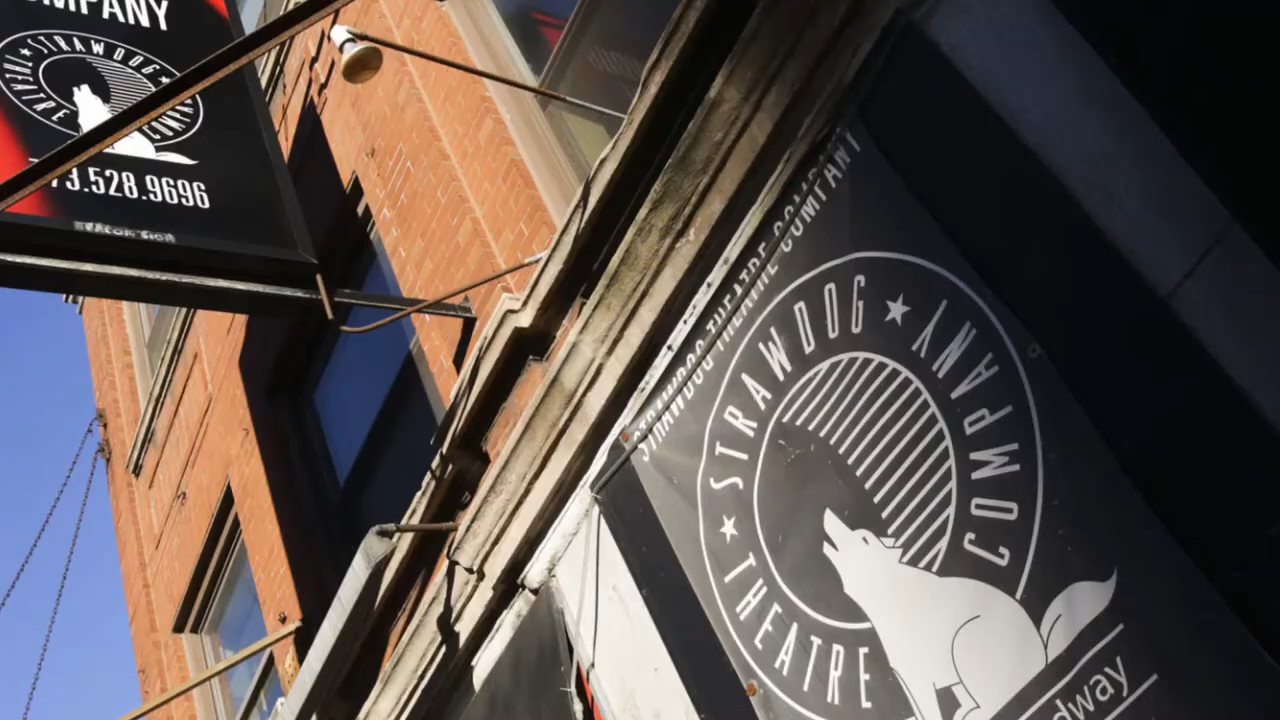 COMPANY
STRAWDOG
THEATRE
COMPANY
73.528.9696
STRAWDOG THEATRE COMPANY
STRAWDOG
COMPANY
THEATRE
dway